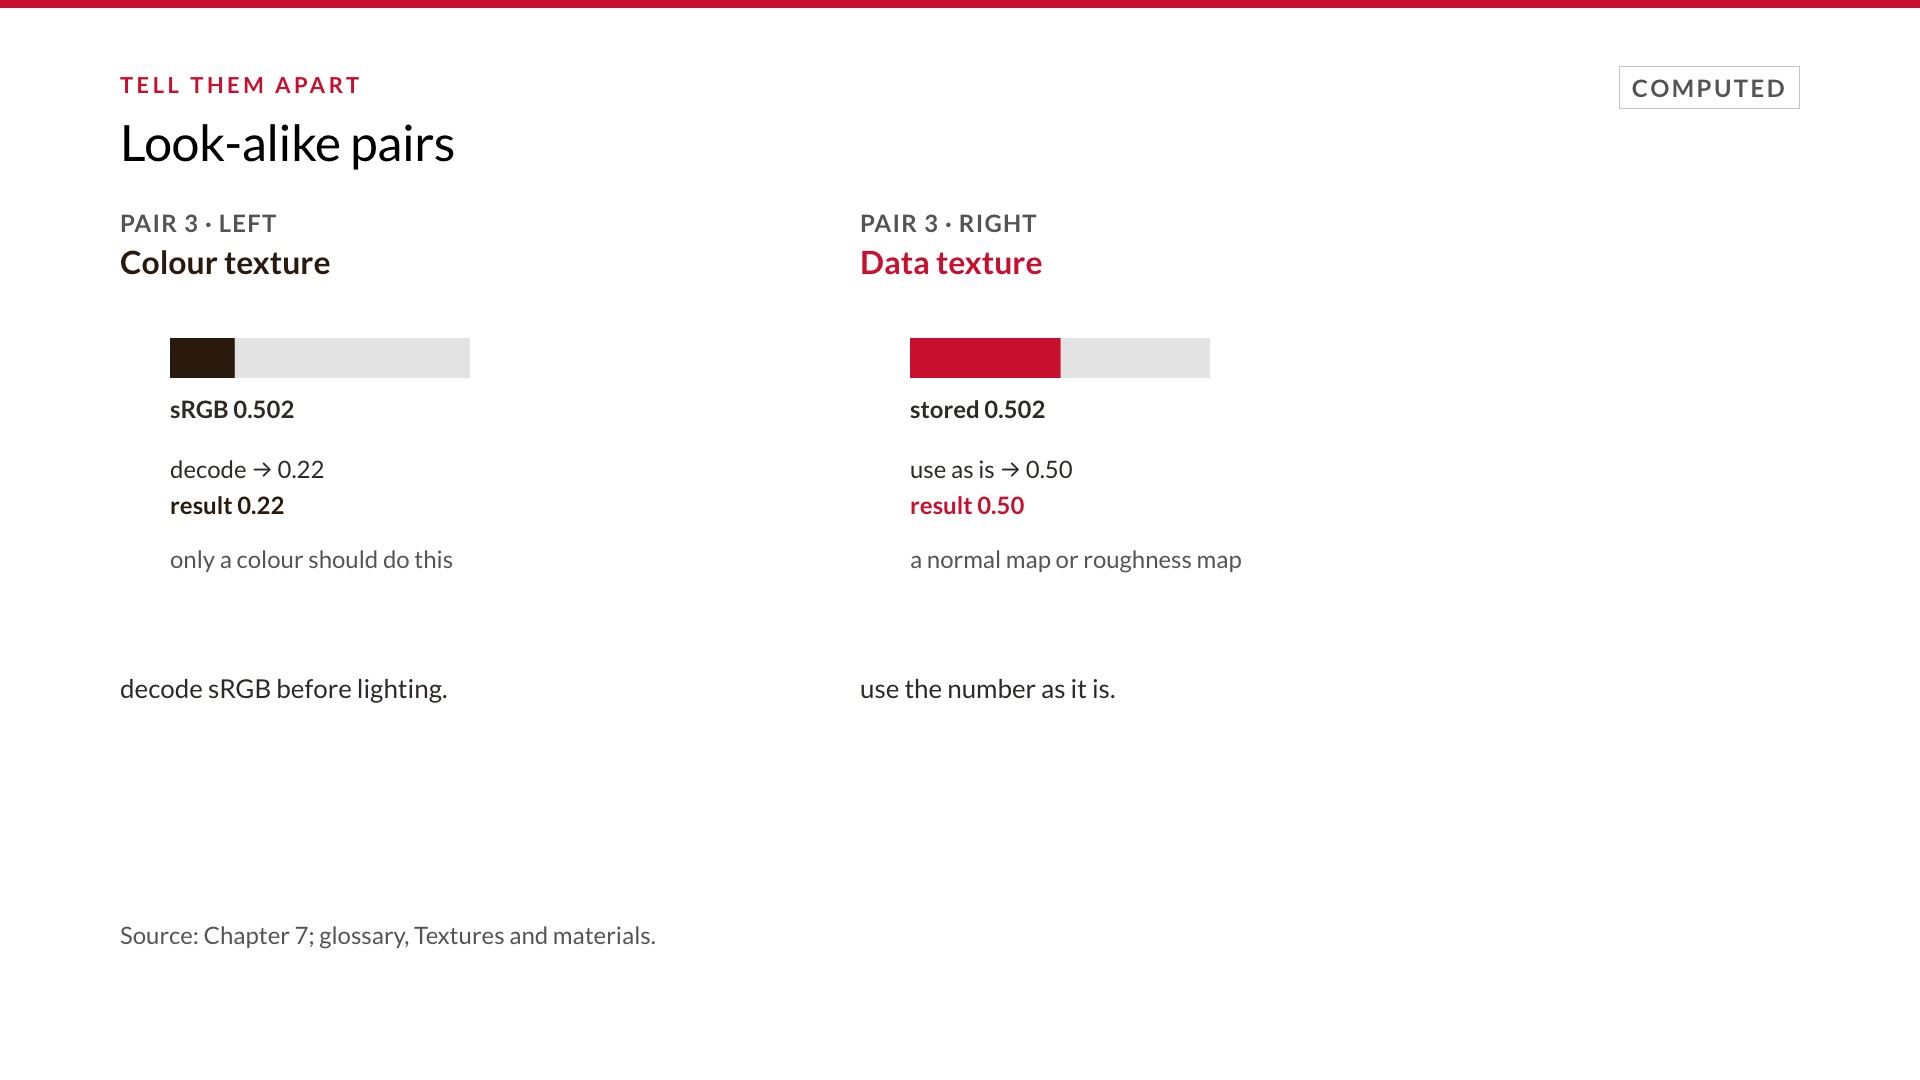 TELL THEM APART
COMPUTED
Look-alike pairs
PAIR 3 · LEFT
Colour texture
sRGB 0.502
decode → 0.22
result 0.22
only a colour should do this
decode sRGB before lighting.
PAIR 3 · RIGHT
Data texture
stored 0.502
use as is → 0.50
result 0.50
a normal map or roughness map
use the number as it is.
Source: Chapter 7; glossary, Textures and materials.